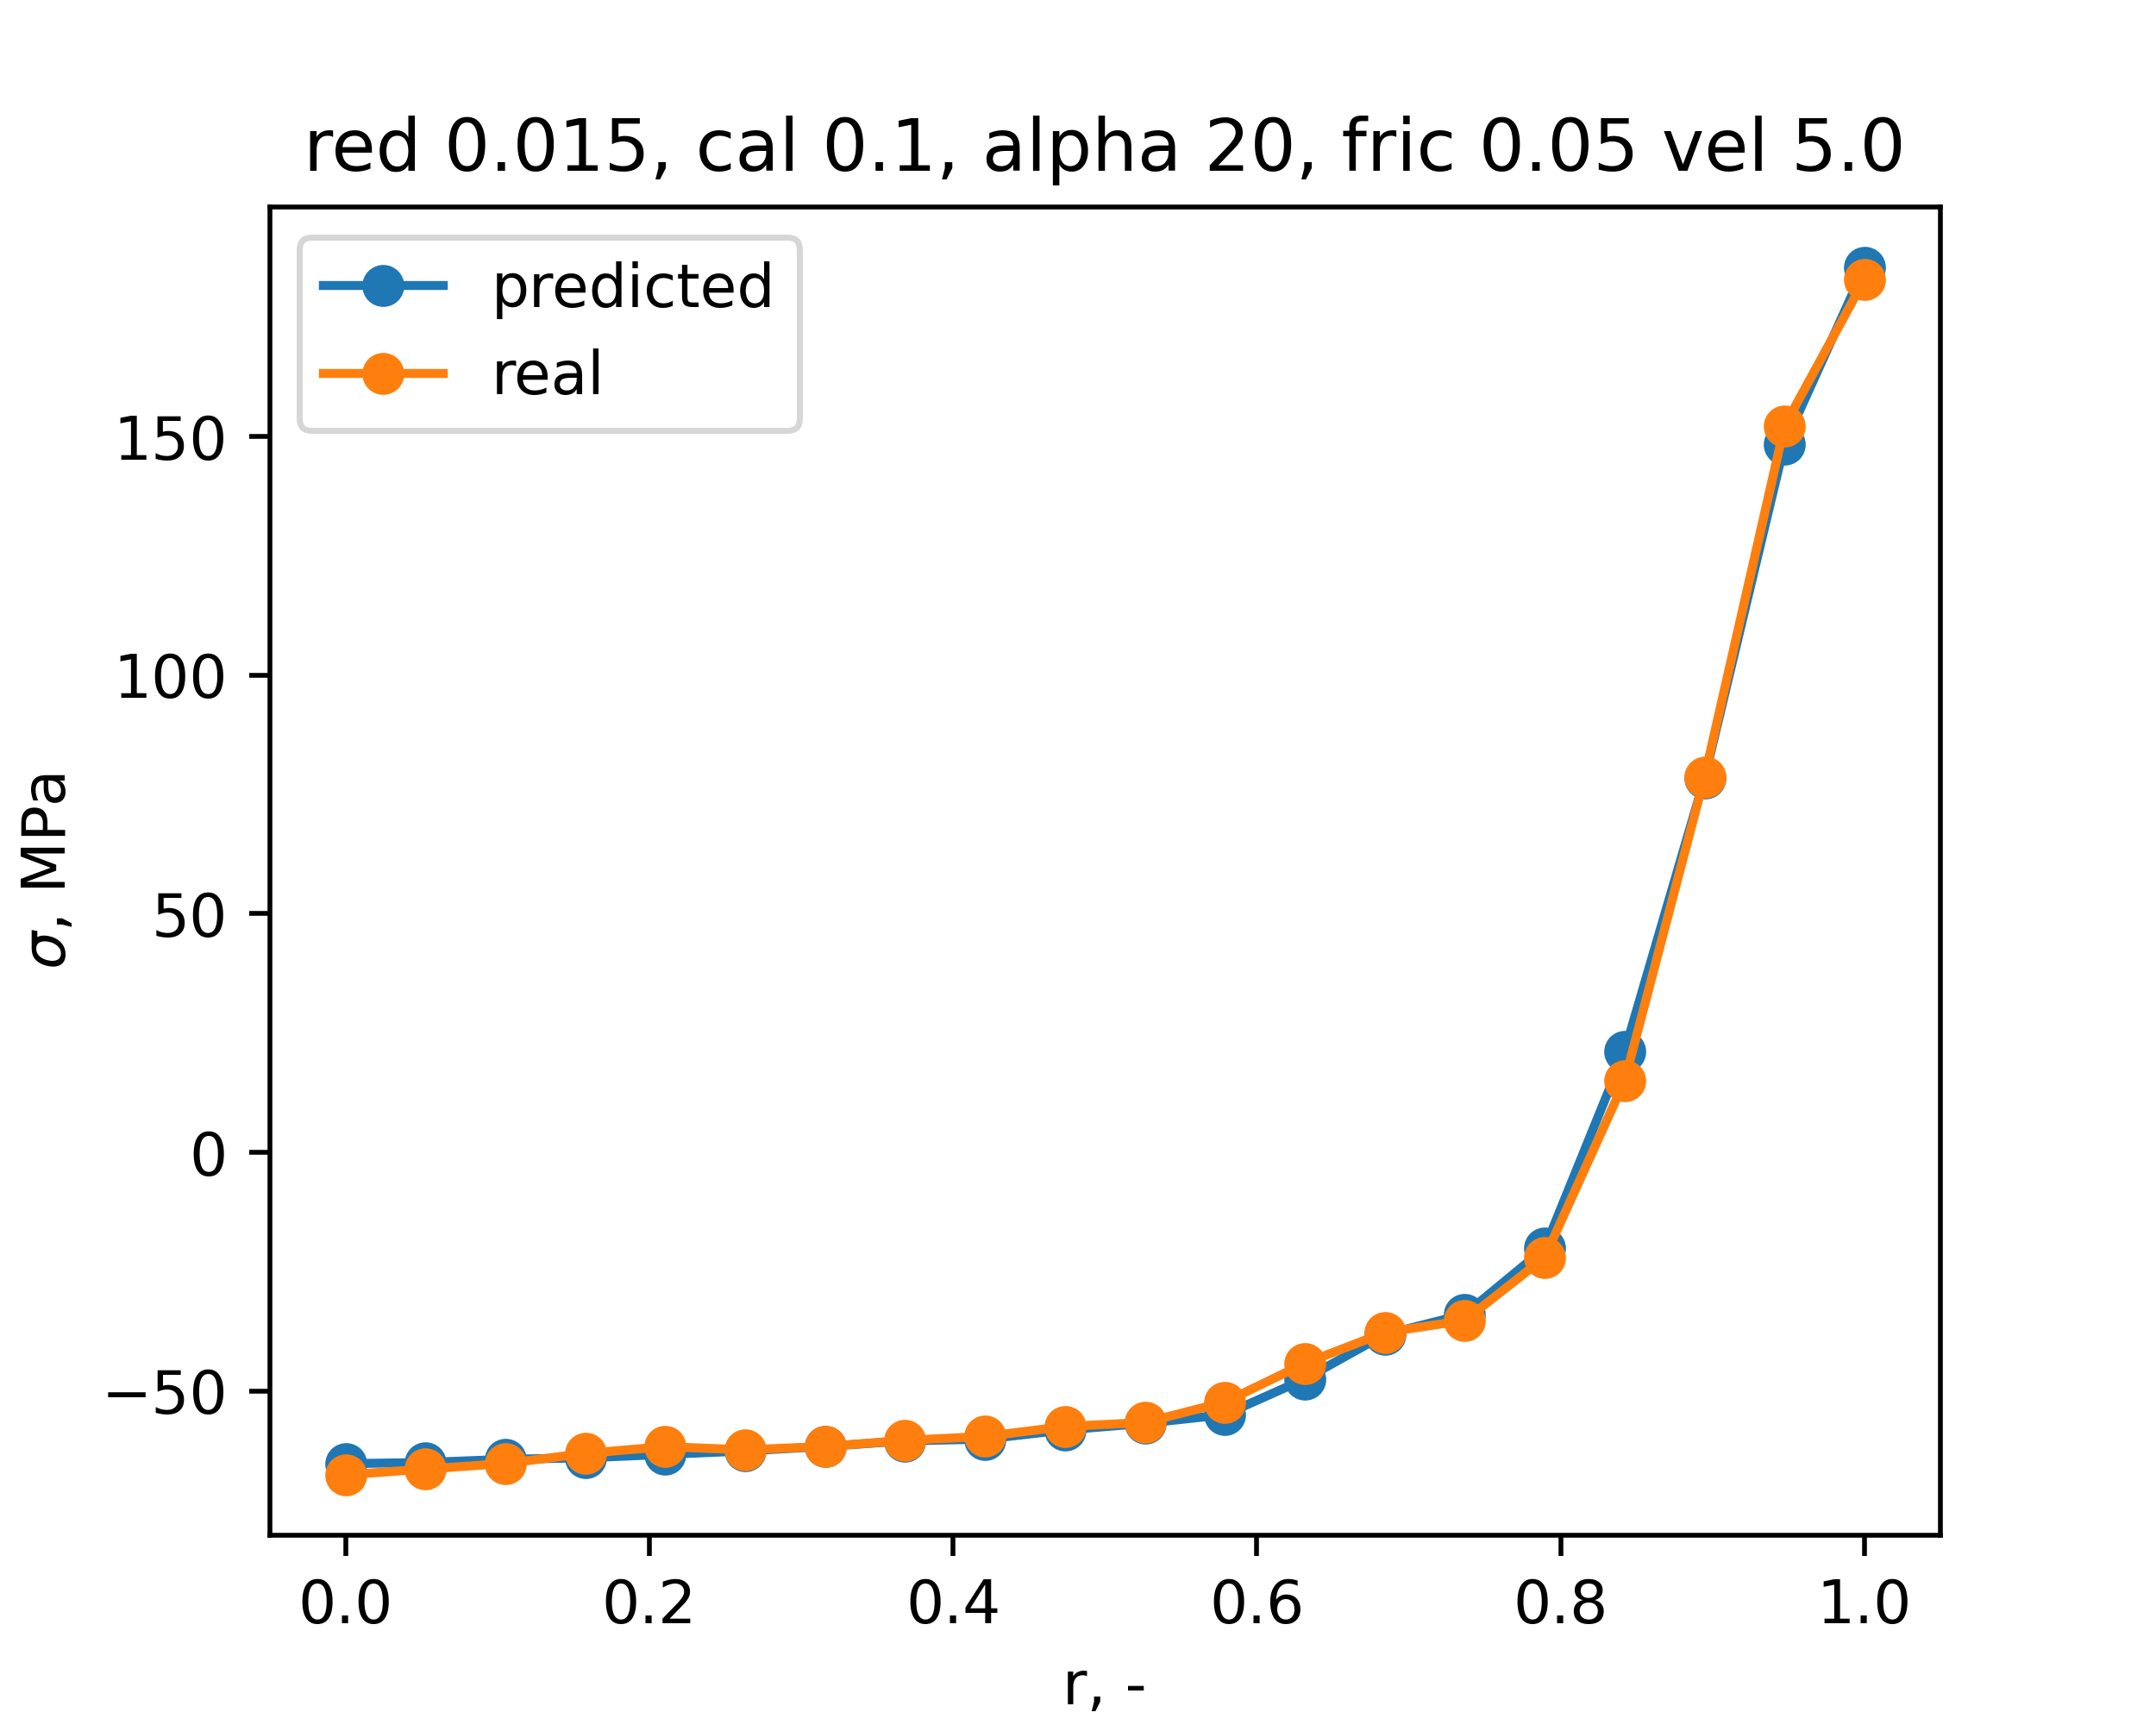 red 0.015, cal 0.1, alpha 20, fric 0.05 vel 5.0
predicted
real
150
100
50
0
−50
σ, MPa
0.0 0.2 0.4 0.6 0.8 1.0
r, -